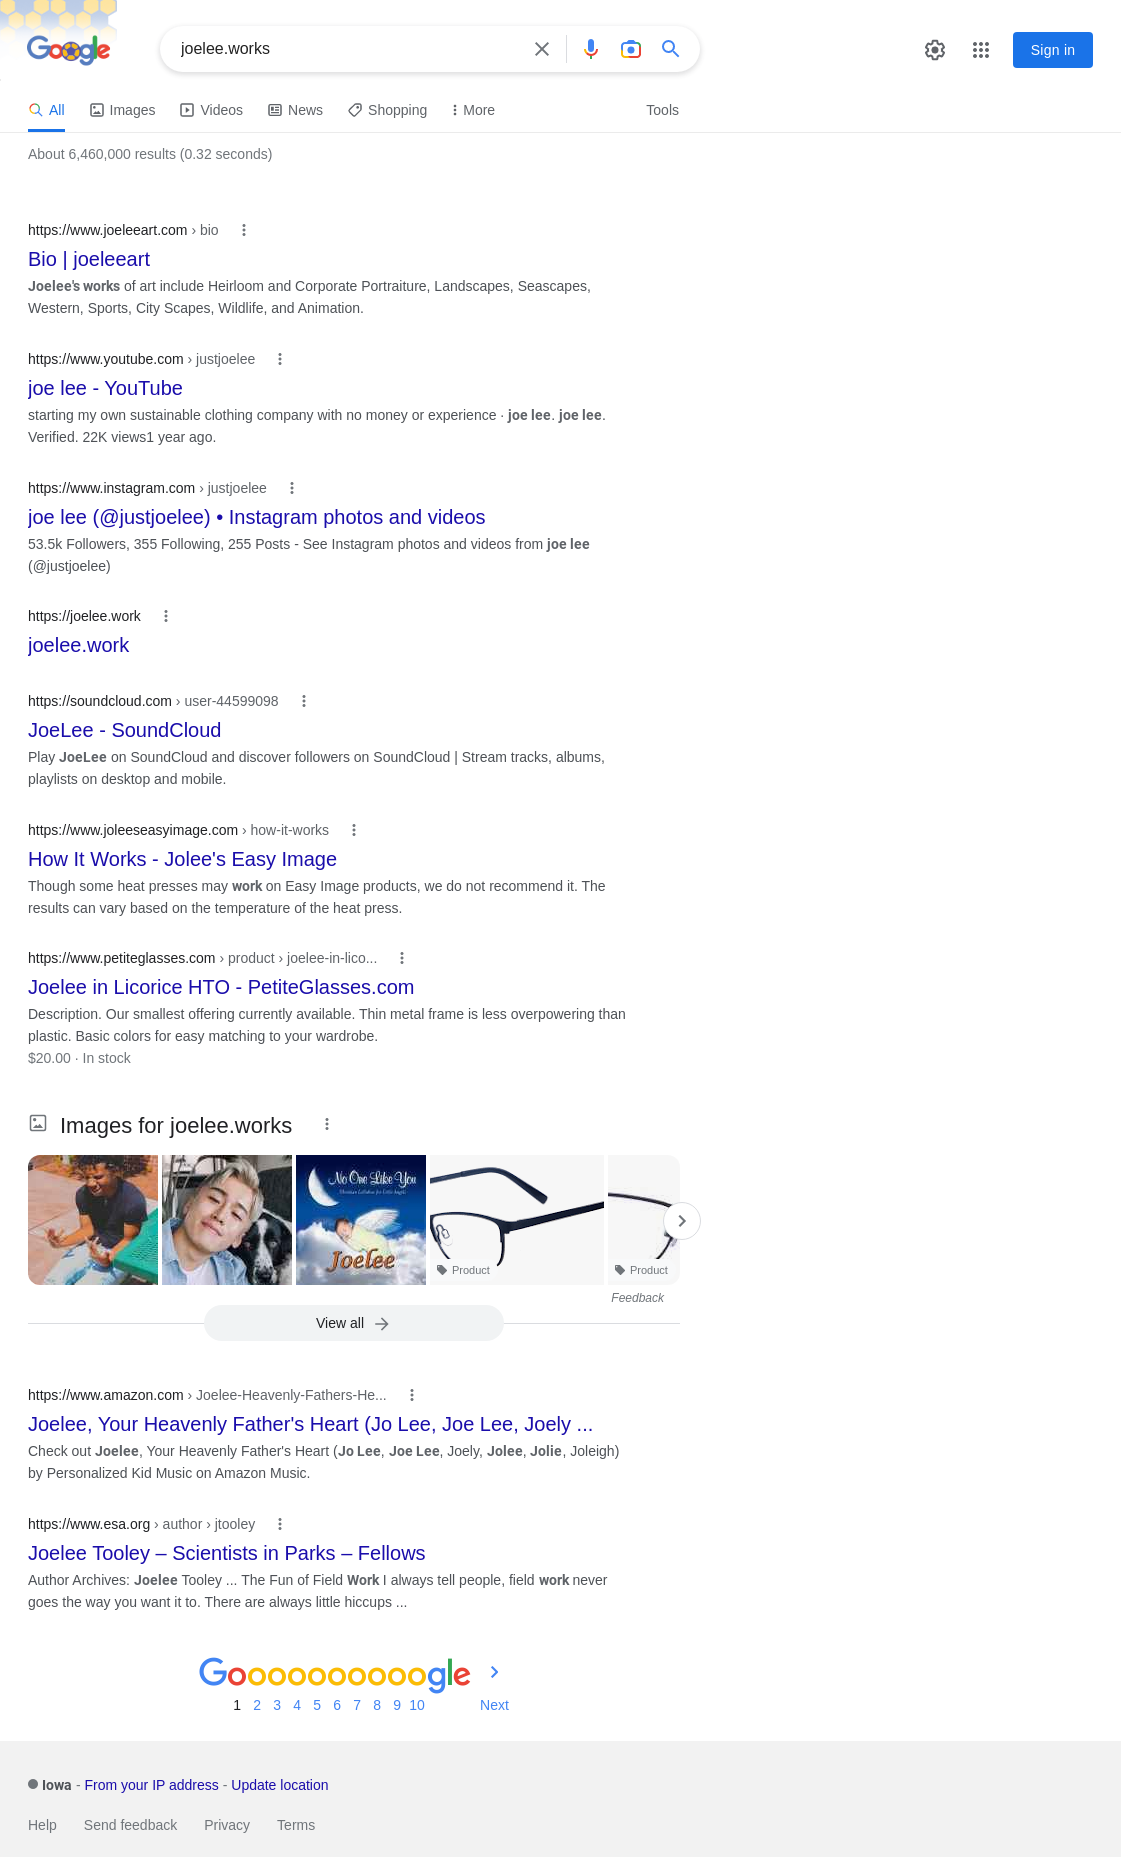 Google
joelee.works
Sign in
All
Images
Videos
News
Shopping
More
Tools
About 6,460,000 results (0.32 seconds)
https://www.joeleeart.com › bio
Bio | joeleeart
Joelee's works of art include Heirloom and Corporate Portraiture, Landscapes, Seascapes,
Western, Sports, City Scapes, Wildlife, and Animation.
https://www.youtube.com › justjoelee
joe lee - YouTube
starting my own sustainable clothing company with no money or experience · joe lee. joe lee.
Verified. 22K views1 year ago.
https://www.instagram.com › justjoelee
joe lee (@justjoelee) • Instagram photos and videos
53.5k Followers, 355 Following, 255 Posts - See Instagram photos and videos from joe lee
(@justjoelee)
https://joelee.work
joelee.work
https://soundcloud.com › user-44599098
JoeLee - SoundCloud
Play JoeLee on SoundCloud and discover followers on SoundCloud | Stream tracks, albums,
playlists on desktop and mobile.
https://www.joleeseasyimage.com › how-it-works
How It Works - Jolee's Easy Image
Though some heat presses may work on Easy Image products, we do not recommend it. The
results can vary based on the temperature of the heat press.
https://www.petiteglasses.com › product › joelee-in-lico...
Joelee in Licorice HTO - PetiteGlasses.com
Description. Our smallest offering currently available. Thin metal frame is less overpowering than
plastic. Basic colors for easy matching to your wardrobe.
$20.00 · In stock
Images for joelee.works
No One Like You
Christian Lullabies for Little Angels
Joelee
Product
Product
Feedback
View all
https://www.amazon.com › Joelee-Heavenly-Fathers-He...
Joelee, Your Heavenly Father's Heart (Jo Lee, Joe Lee, Joely ...
Check out Joelee, Your Heavenly Father's Heart (Jo Lee, Joe Lee, Joely, Jolee, Jolie, Joleigh)
by Personalized Kid Music on Amazon Music.
https://www.esa.org › author › jtooley
Joelee Tooley – Scientists in Parks – Fellows
Author Archives: Joelee Tooley ... The Fun of Field Work I always tell people, field work never
goes the way you want it to. There are always little hiccups ...
Goooooooooogle
1 2 3 4 5 6 7 8 9 10 Next
Iowa - From your IP address - Update location
Help Send feedback Privacy Terms